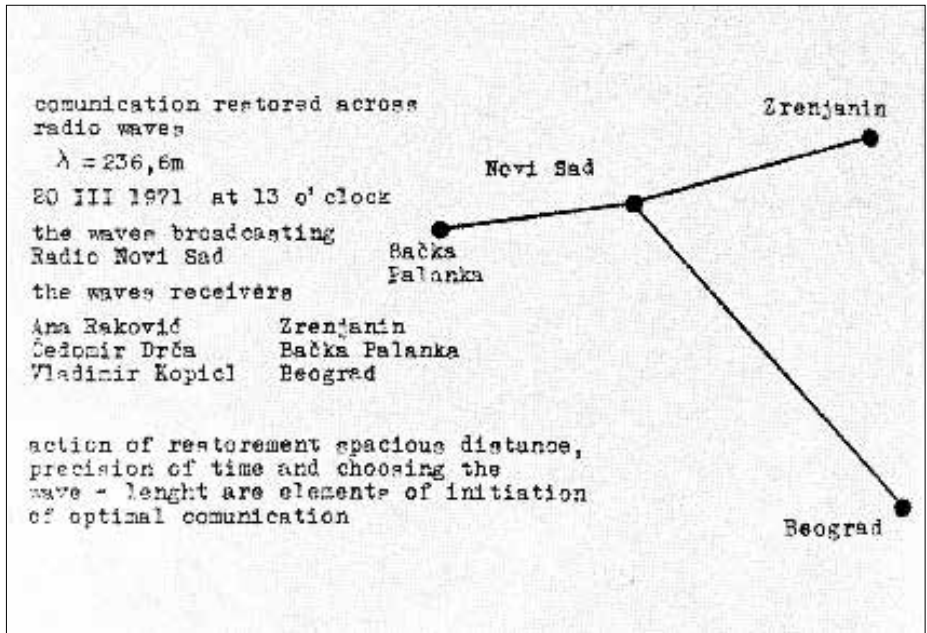 comunication restored across
radio waves
λ = 236,6m
20 III 1971 at 13 o'clock
the waves broadcasting
Radio Novi Sad
the waves receivers
Ana Raković Zrenjanin
Čedomir Drča Bačka Palanka
Vladimir Kopicl Beograd
action of restorement spacious distance,
precision of time and choosing the
wave - lenght are elements of initiation
of optimal comunication
Zrenjanin
Novi Sad
Bačka
Palanka
Beograd